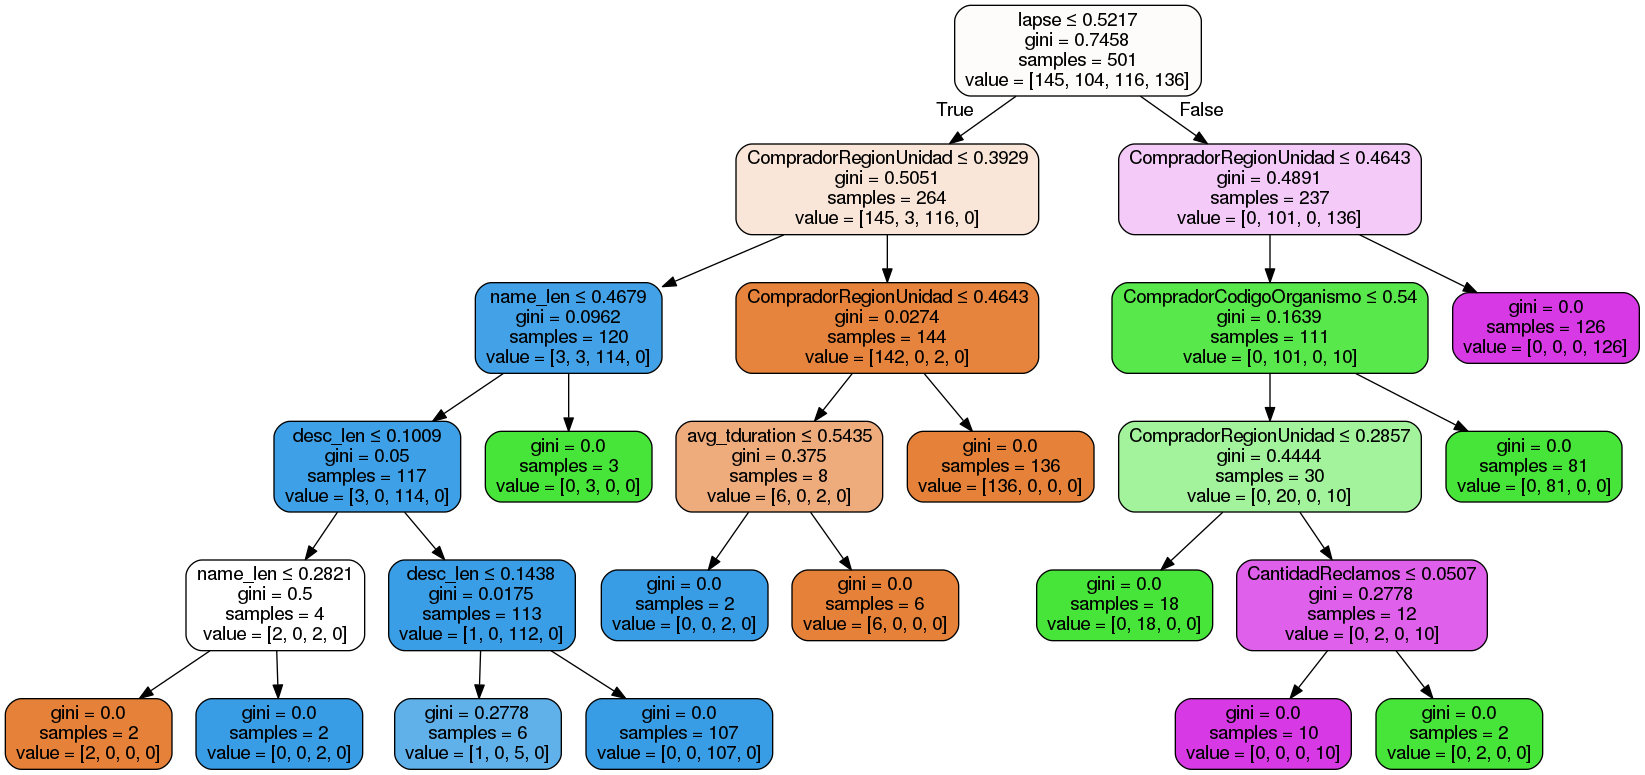 lapse ≤ 0.5217
gini = 0.7458
samples = 501
value = [145, 104, 116, 136]
True
False
CompradorRegionUnidad ≤ 0.3929
gini = 0.5051
samples = 264
value = [145, 3, 116, 0]
CompradorRegionUnidad ≤ 0.4643
gini = 0.4891
samples = 237
value = [0, 101, 0, 136]
name_len ≤ 0.4679
gini = 0.0962
samples = 120
value = [3, 3, 114, 0]
CompradorRegionUnidad ≤ 0.4643
gini = 0.0274
samples = 144
value = [142, 0, 2, 0]
CompradorCodigoOrganismo ≤ 0.54
gini = 0.1639
samples = 111
value = [0, 101, 0, 10]
gini = 0.0
samples = 126
value = [0, 0, 0, 126]
desc_len ≤ 0.1009
gini = 0.05
samples = 117
value = [3, 0, 114, 0]
gini = 0.0
samples = 3
value = [0, 3, 0, 0]
avg_tduration ≤ 0.5435
gini = 0.375
samples = 8
value = [6, 0, 2, 0]
gini = 0.0
samples = 136
value = [136, 0, 0, 0]
CompradorRegionUnidad ≤ 0.2857
gini = 0.4444
samples = 30
value = [0, 20, 0, 10]
gini = 0.0
samples = 81
value = [0, 81, 0, 0]
name_len ≤ 0.2821
gini = 0.5
samples = 4
value = [2, 0, 2, 0]
desc_len ≤ 0.1438
gini = 0.0175
samples = 113
value = [1, 0, 112, 0]
gini = 0.0
samples = 2
value = [0, 0, 2, 0]
gini = 0.0
samples = 6
value = [6, 0, 0, 0]
gini = 0.0
samples = 18
value = [0, 18, 0, 0]
CantidadReclamos ≤ 0.0507
gini = 0.2778
samples = 12
value = [0, 2, 0, 10]
gini = 0.0
samples = 2
value = [2, 0, 0, 0]
gini = 0.0
samples = 2
value = [0, 0, 2, 0]
gini = 0.2778
samples = 6
value = [1, 0, 5, 0]
gini = 0.0
samples = 107
value = [0, 0, 107, 0]
gini = 0.0
samples = 10
value = [0, 0, 0, 10]
gini = 0.0
samples = 2
value = [0, 2, 0, 0]